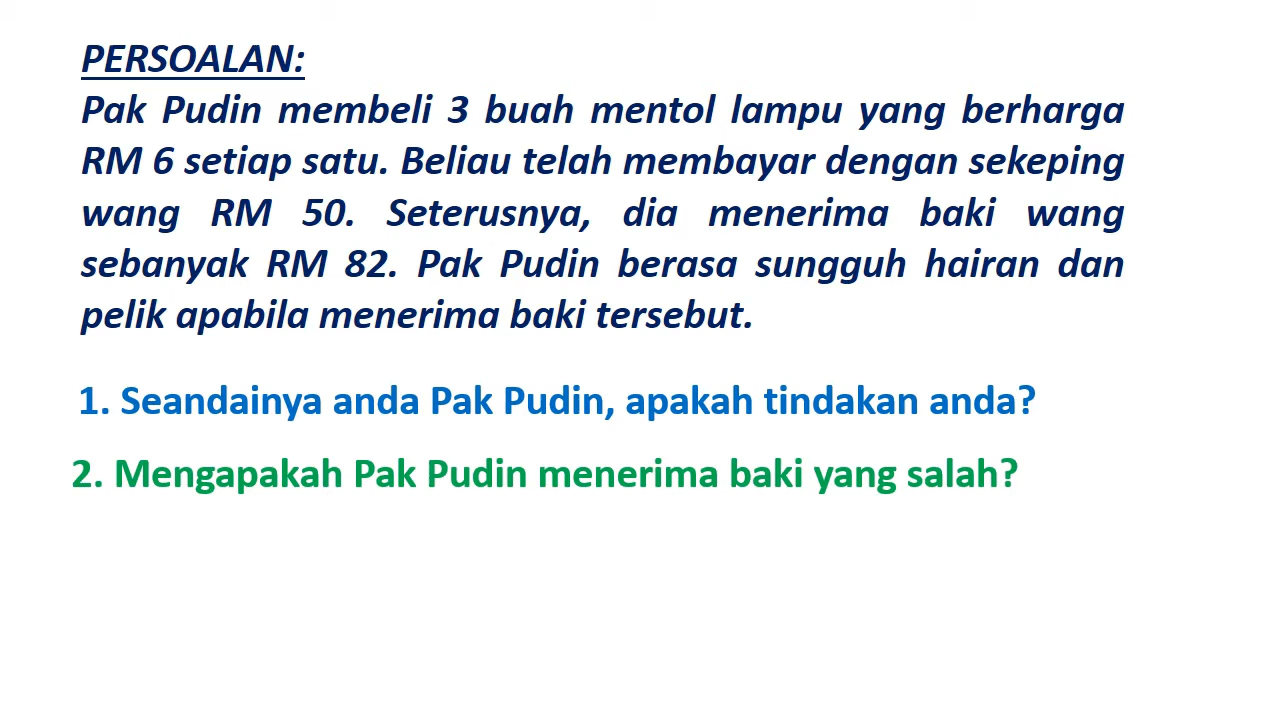 PERSOALAN:
Pak Pudin membeli 3 buah mentol lampu yang berharga
RM 6 setiap satu. Beliau telah membayar dengan sekeping
wang RM 50. Seterusnya, dia menerima baki wang
sebanyak RM 82. Pak Pudin berasa sungguh hairan dan
pelik apabila menerima baki tersebut.
1. Seandainya anda Pak Pudin, apakah tindakan anda?
2. Mengapakah Pak Pudin menerima baki yang salah?